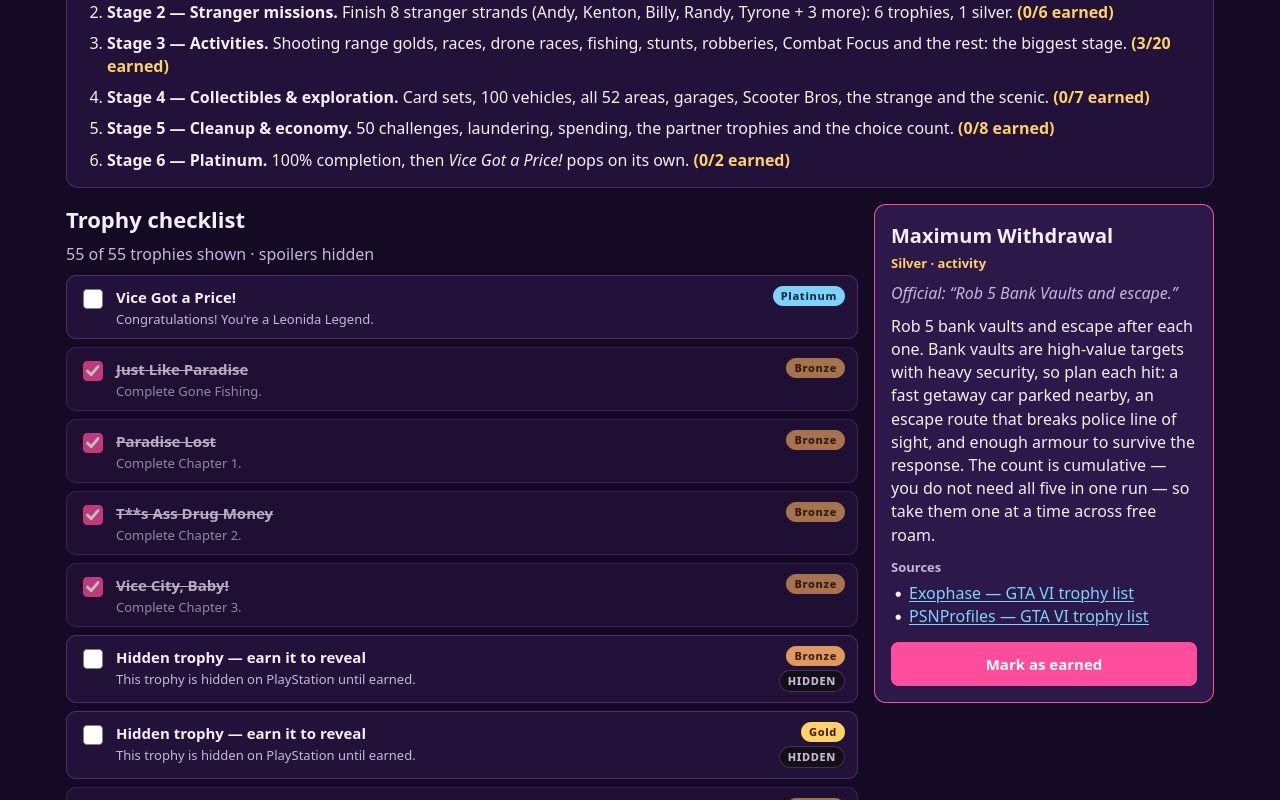 2. Stage 2 — Stranger missions. Finish 8 stranger strands (Andy, Kenton, Billy, Randy, Tyrone + 3 more): 6 trophies, 1 silver. (0/6 earned)
3. Stage 3 — Activities. Shooting range golds, races, drone races, fishing, stunts, robberies, Combat Focus and the rest: the biggest stage. (3/20
earned)
4. Stage 4 — Collectibles & exploration. Card sets, 100 vehicles, all 52 areas, garages, Scooter Bros, the strange and the scenic. (0/7 earned)
5. Stage 5 — Cleanup & economy. 50 challenges, laundering, spending, the partner trophies and the choice count. (0/8 earned)
6. Stage 6 — Platinum. 100% completion, then Vice Got a Price! pops on its own. (0/2 earned)
Trophy checklist
55 of 55 trophies shown · spoilers hidden
Vice Got a Price!
Platinum
Congratulations! You're a Leonida Legend.
Just Like Paradise
Bronze
Complete Gone Fishing.
Paradise Lost
Bronze
Complete Chapter 1.
T**s Ass Drug Money
Bronze
Complete Chapter 2.
Vice City, Baby!
Bronze
Complete Chapter 3.
Hidden trophy — earn it to reveal
Bronze
This trophy is hidden on PlayStation until earned.
HIDDEN
Hidden trophy — earn it to reveal
Gold
This trophy is hidden on PlayStation until earned.
HIDDEN
Maximum Withdrawal
Silver · activity
Official: “Rob 5 Bank Vaults and escape.”
Rob 5 bank vaults and escape after each
one. Bank vaults are high-value targets
with heavy security, so plan each hit: a
fast getaway car parked nearby, an
escape route that breaks police line of
sight, and enough armour to survive the
response. The count is cumulative —
you do not need all five in one run — so
take them one at a time across free
roam.
Sources
• Exophase — GTA VI trophy list
• PSNProfiles — GTA VI trophy list
Mark as earned